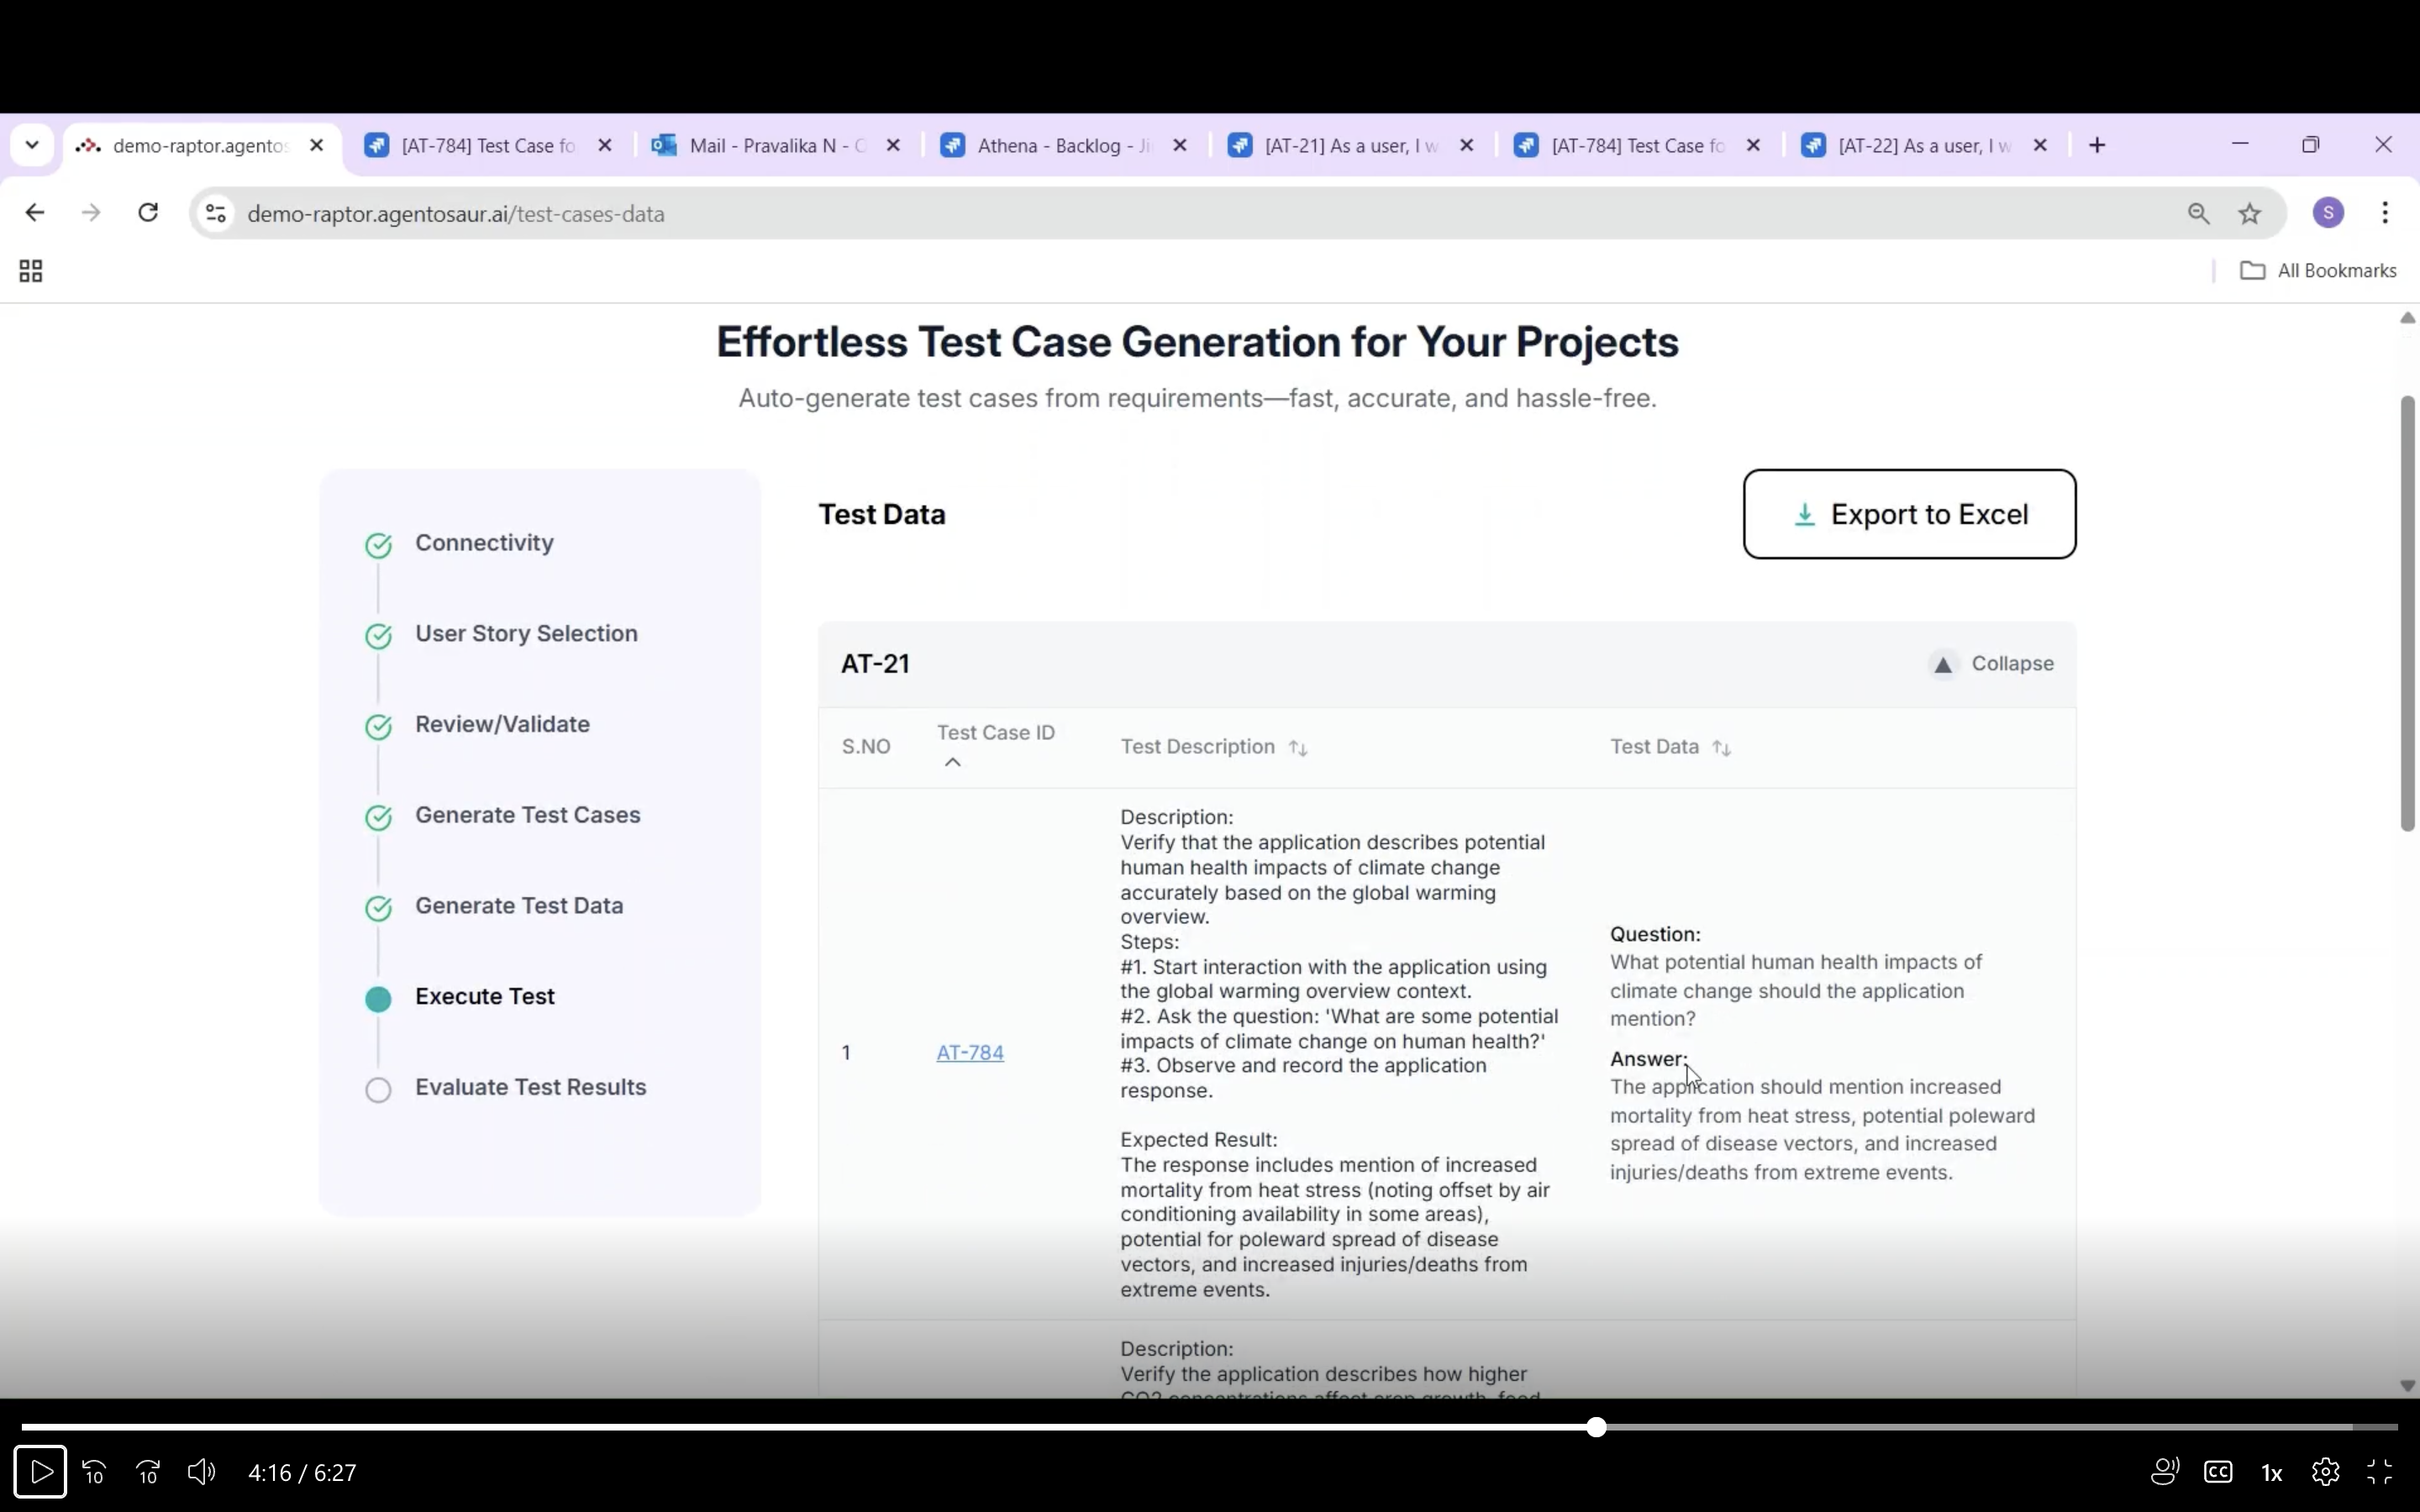 demo-raptor.agentos
[AT-784] Test Case fo
Mail - Pravalika N - C
Athena - Backlog - Ji
[AT-21] As a user, I w
[AT-784] Test Case fo
[AT-22] As a user, I w
demo-raptor.agentosaur.ai/test-cases-data
S
All Bookmarks
Effortless Test Case Generation for Your Projects
Auto-generate test cases from requirements—fast, accurate, and hassle-free.
Connectivity
User Story Selection
Review/Validate
Generate Test Cases
Generate Test Data
Execute Test
Evaluate Test Results
Test Data
Export to Excel
AT-21
Collapse
S.NO
Test Case ID
Test Description
Test Data
1
AT-784
Description:
Verify that the application describes potential
human health impacts of climate change
accurately based on the global warming
overview.
Steps:
#1. Start interaction with the application using
the global warming overview context.
#2. Ask the question: 'What are some potential
impacts of climate change on human health?'
#3. Observe and record the application
response.
Expected Result:
The response includes mention of increased
mortality from heat stress (noting offset by air
conditioning availability in some areas),
potential for poleward spread of disease
vectors, and increased injuries/deaths from
extreme events.
Question:
What potential human health impacts of
climate change should the application
mention?
Answer:
The application should mention increased
mortality from heat stress, potential poleward
spread of disease vectors, and increased
injuries/deaths from extreme events.
Description:
Verify the application describes how higher
CO2 concentrations affect crop growth, food
10
10
4:16 / 6:27
CC
1x